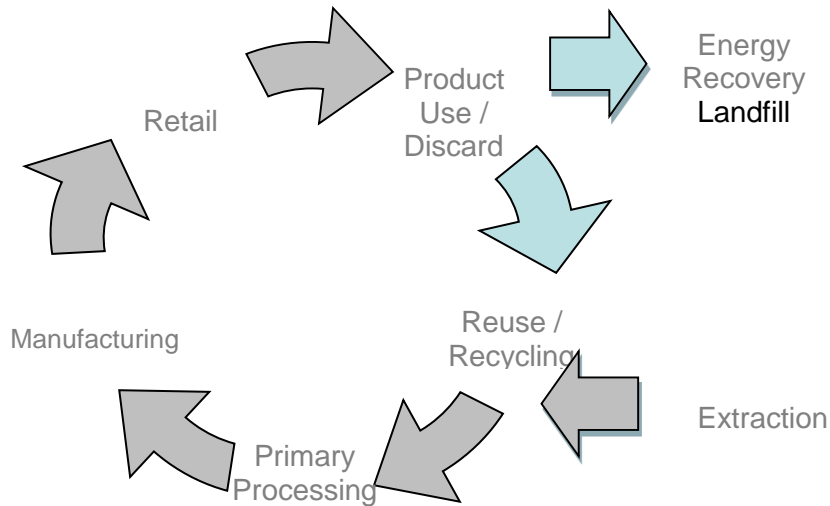 Energy
Recovery
Landfill
Product
Use /
Discard
Retail
Reuse /
Recycling
Manufacturing
Extraction
Primary
Processing